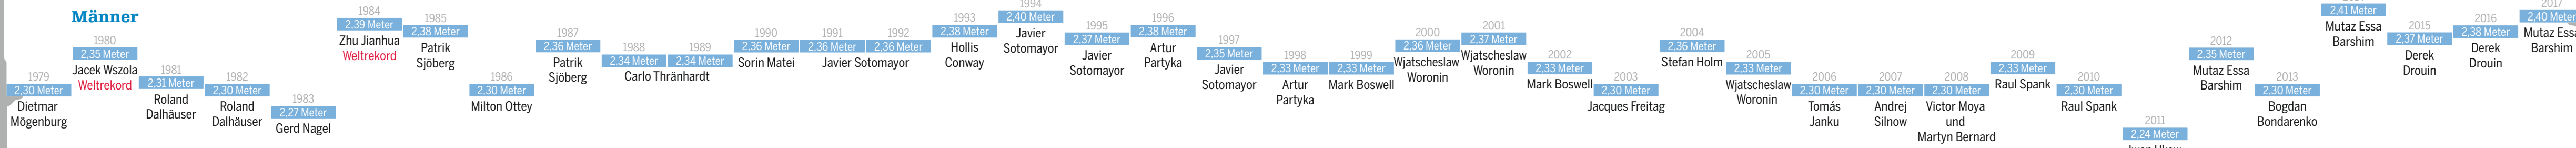 Männer
1979
2,30 Meter
Dietmar
Mögenburg
1980
2,35 Meter
Jacek Wszola
Weltrekord
1981
2,31 Meter
Roland
Dalhäuser
1982
2,30 Meter
Roland
Dalhäuser
1983
2,27 Meter
Gerd Nagel
1984
2,39 Meter
Zhu Jianhua
Weltrekord
1985
2,38 Meter
Patrik
Sjöberg
1986
2,30 Meter
Milton Ottey
1987
2,36 Meter
Patrik
Sjöberg
1988
2,34 Meter
1989
2,34 Meter
Carlo Thränhardt
1990
2,36 Meter
Sorin Matei
1991
2,36 Meter
1992
2,36 Meter
Javier Sotomayor
1993
2,38 Meter
Hollis
Conway
1994
2,40 Meter
Javier
Sotomayor
1995
2,37 Meter
Javier
Sotomayor
1996
2,38 Meter
Artur
Partyka
1997
2,35 Meter
Javier
Sotomayor
1998
2,33 Meter
Artur
Partyka
1999
2,33 Meter
Mark Boswell
2000
2,36 Meter
Wjatscheslaw
Woronin
2001
2,37 Meter
Wjatscheslaw
Woronin
2002
2,33 Meter
Mark Boswell
2003
2,30 Meter
Jacques Freitag
2004
2,36 Meter
Stefan Holm
2005
2,33 Meter
Wjatscheslaw
Woronin
2006
2,30 Meter
Tomás
Janku
2007
2,30 Meter
Andrej
Silnow
2008
2,30 Meter
Victor Moya
und
Martyn Bernard
2009
2,33 Meter
Raul Spank
2010
2,30 Meter
Raul Spank
2011
2,24 Meter
2012
2,35 Meter
Mutaz Essa
Barshim
2013
2,30 Meter
Bogdan
Bondarenko
2,41 Meter
Mutaz Essa
Barshim
2015
2,37 Meter
Derek
Drouin
2016
2,38 Meter
Derek
Drouin
2017
2,40 Meter
Mutaz Essa
Barshim